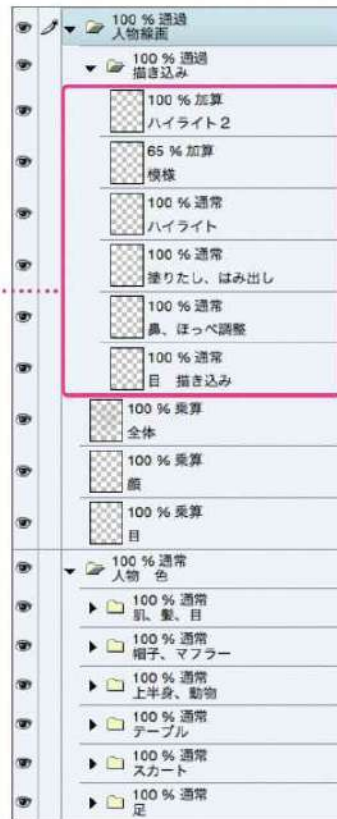 100 % 通過
人物線画
100 % 通過
描き込み
100 % 加算
ハイライト2
65 % 加算
模様
100 % 通常
ハイライト
100 % 通常
塗りたし、はみ出し
100 % 通常
鼻、ほっぺ調整
100 % 通常
目 描き込み
100 % 乗算
全体
100 % 乗算
顔
100 % 乗算
目
100 % 通常
人物 色
100 % 通常
肌、髪、目
100 % 通常
帽子、マフラー
100 % 通常
上半身、動物
100 % 通常
テーブル
100 % 通常
スカート
100 % 通常
足